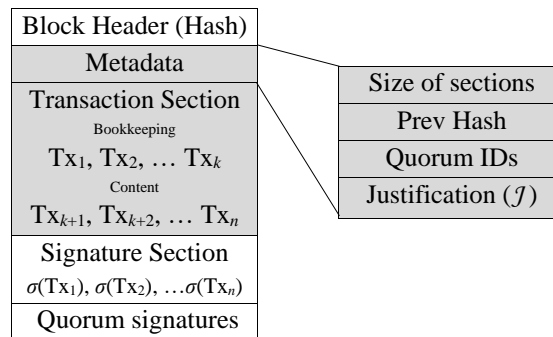 Block Header (Hash)
Metadata
Transaction Section
Bookkeeping
Tx₁, Tx₂, … Txₖ
Content
Txₖ₊₁, Txₖ₊₂, … Txₙ
Signature Section
σ(Tx₁), σ(Tx₂), …σ(Txₙ)
Quorum signatures
Size of sections
Prev Hash
Quorum IDs
Justification (𝒥)